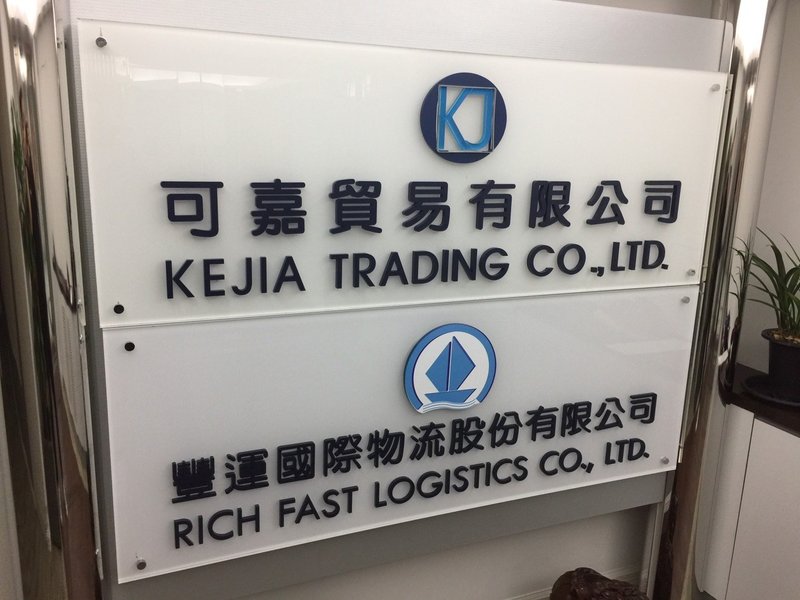 KJ
可嘉貿易有限公司
KEJIA TRADING CO., LTD.
豐運國際物流股份有限公司
RICH FAST LOGISTICS CO., LTD.